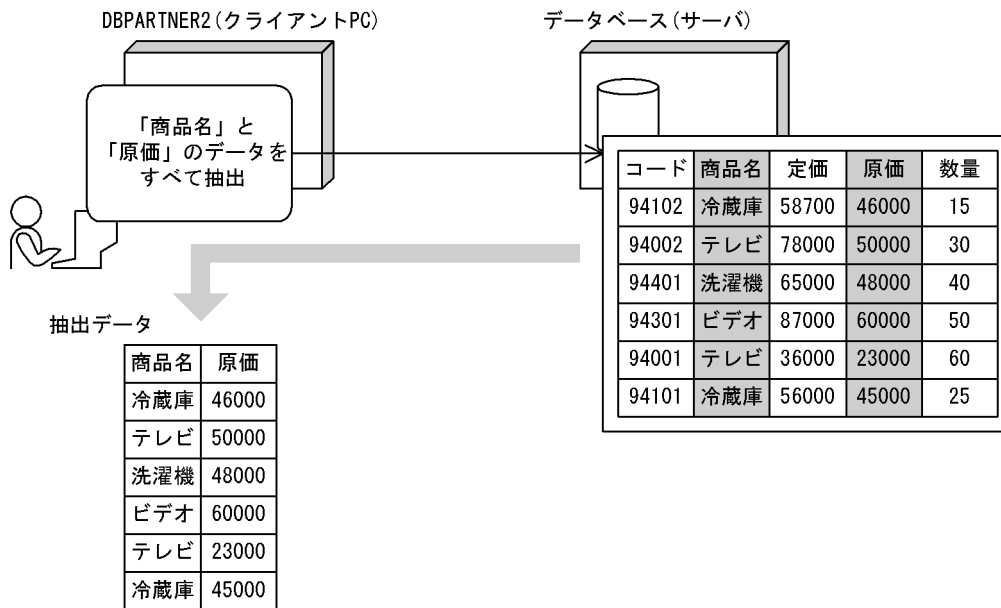 DBPARTNER2(クライアントPC)
データベース(サーバ)
「商品名」と
「原価」のデータを
すべて抽出
コード 商品名 定価 原価 数量
94102 冷蔵庫 58700 46000 15
94002 テレビ 78000 50000 30
94401 洗濯機 65000 48000 40
94301 ビデオ 87000 60000 50
94001 テレビ 36000 23000 60
94101 冷蔵庫 56000 45000 25
抽出データ
商品名 原価
冷蔵庫 46000
テレビ 50000
洗濯機 48000
ビデオ 60000
テレビ 23000
冷蔵庫 45000